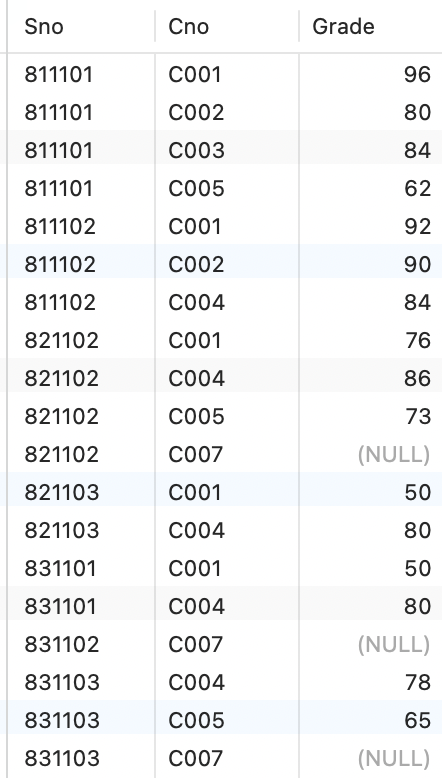 Sno Cno Grade
811101 C001 96
811101 C002 80
811101 C003 84
811101 C005 62
811102 C001 92
811102 C002 90
811102 C004 84
821102 C001 76
821102 C004 86
821102 C005 73
821102 C007 (NULL)
821103 C001 50
821103 C004 80
831101 C001 50
831101 C004 80
831102 C007 (NULL)
831103 C004 78
831103 C005 65
831103 C007 (NULL)